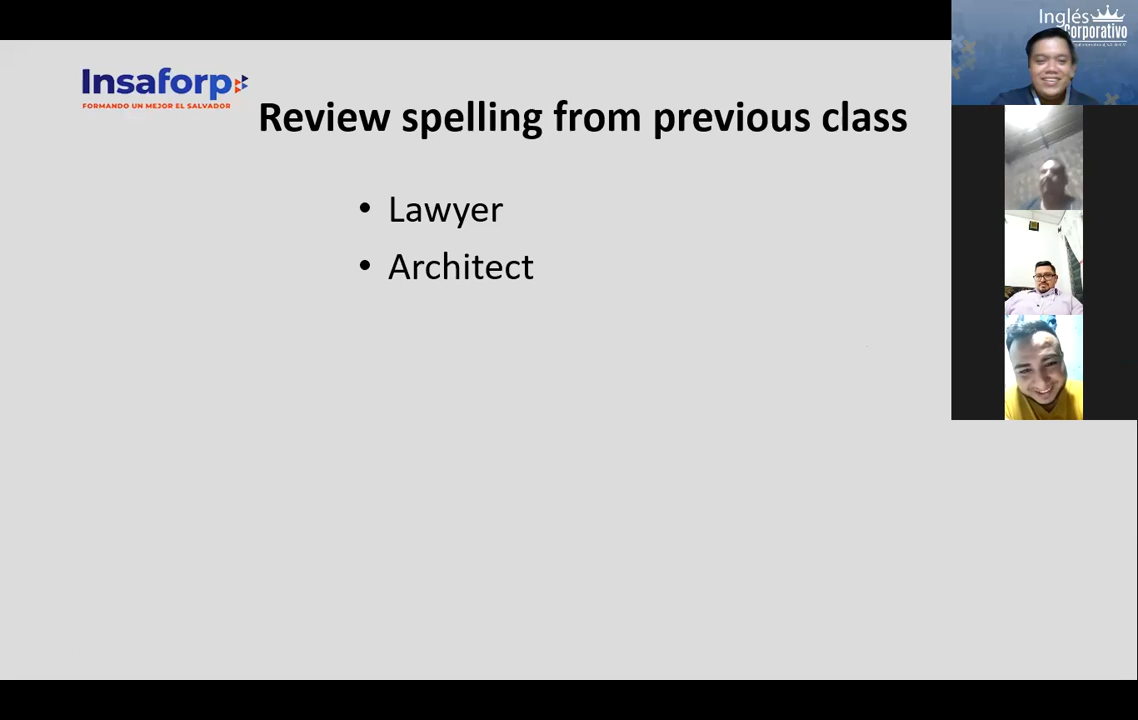 Insaforp
FORMANDO UN MEJOR EL SALVADOR
Review spelling from previous class
• Lawyer
• Architect
Inglés
Corporativo